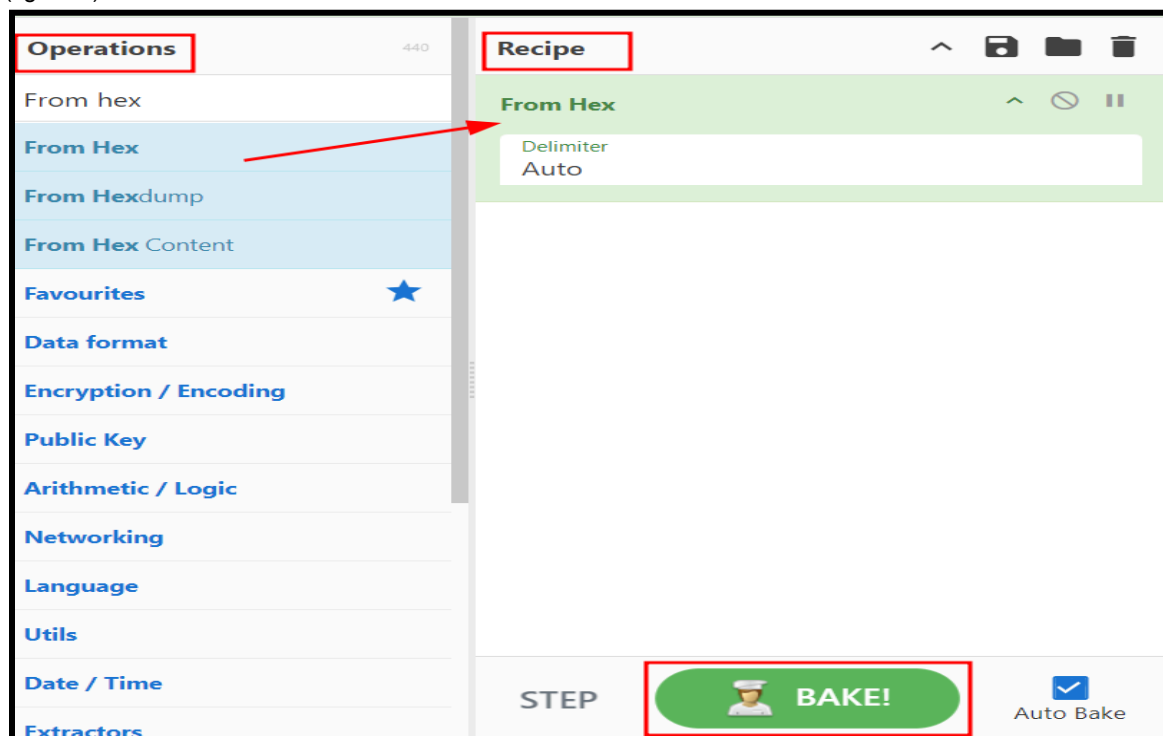 Operations 440
From hex
From Hex
From Hexdump
From Hex Content
Favourites
Data format
Encryption / Encoding
Public Key
Arithmetic / Logic
Networking
Language
Utils
Date / Time
Extractors
Recipe
From Hex
Delimiter
Auto
STEP
BAKE!
Auto Bake